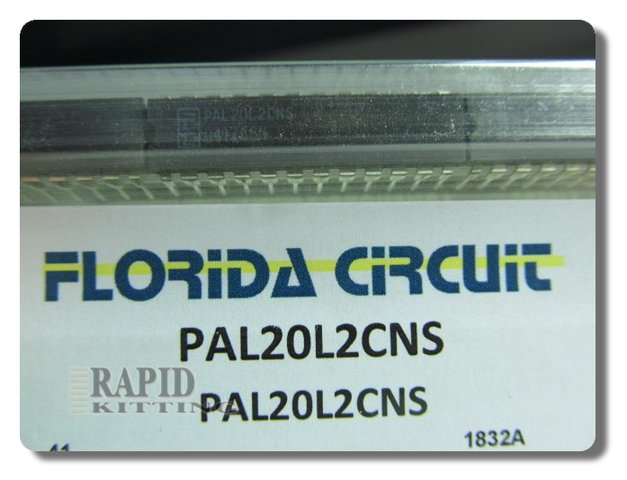 PAL20L2CNS
FLORiDA CiRCUiT
PAL20L2CNS
RAPID
KITTING
PAL20L2CNS
1832A